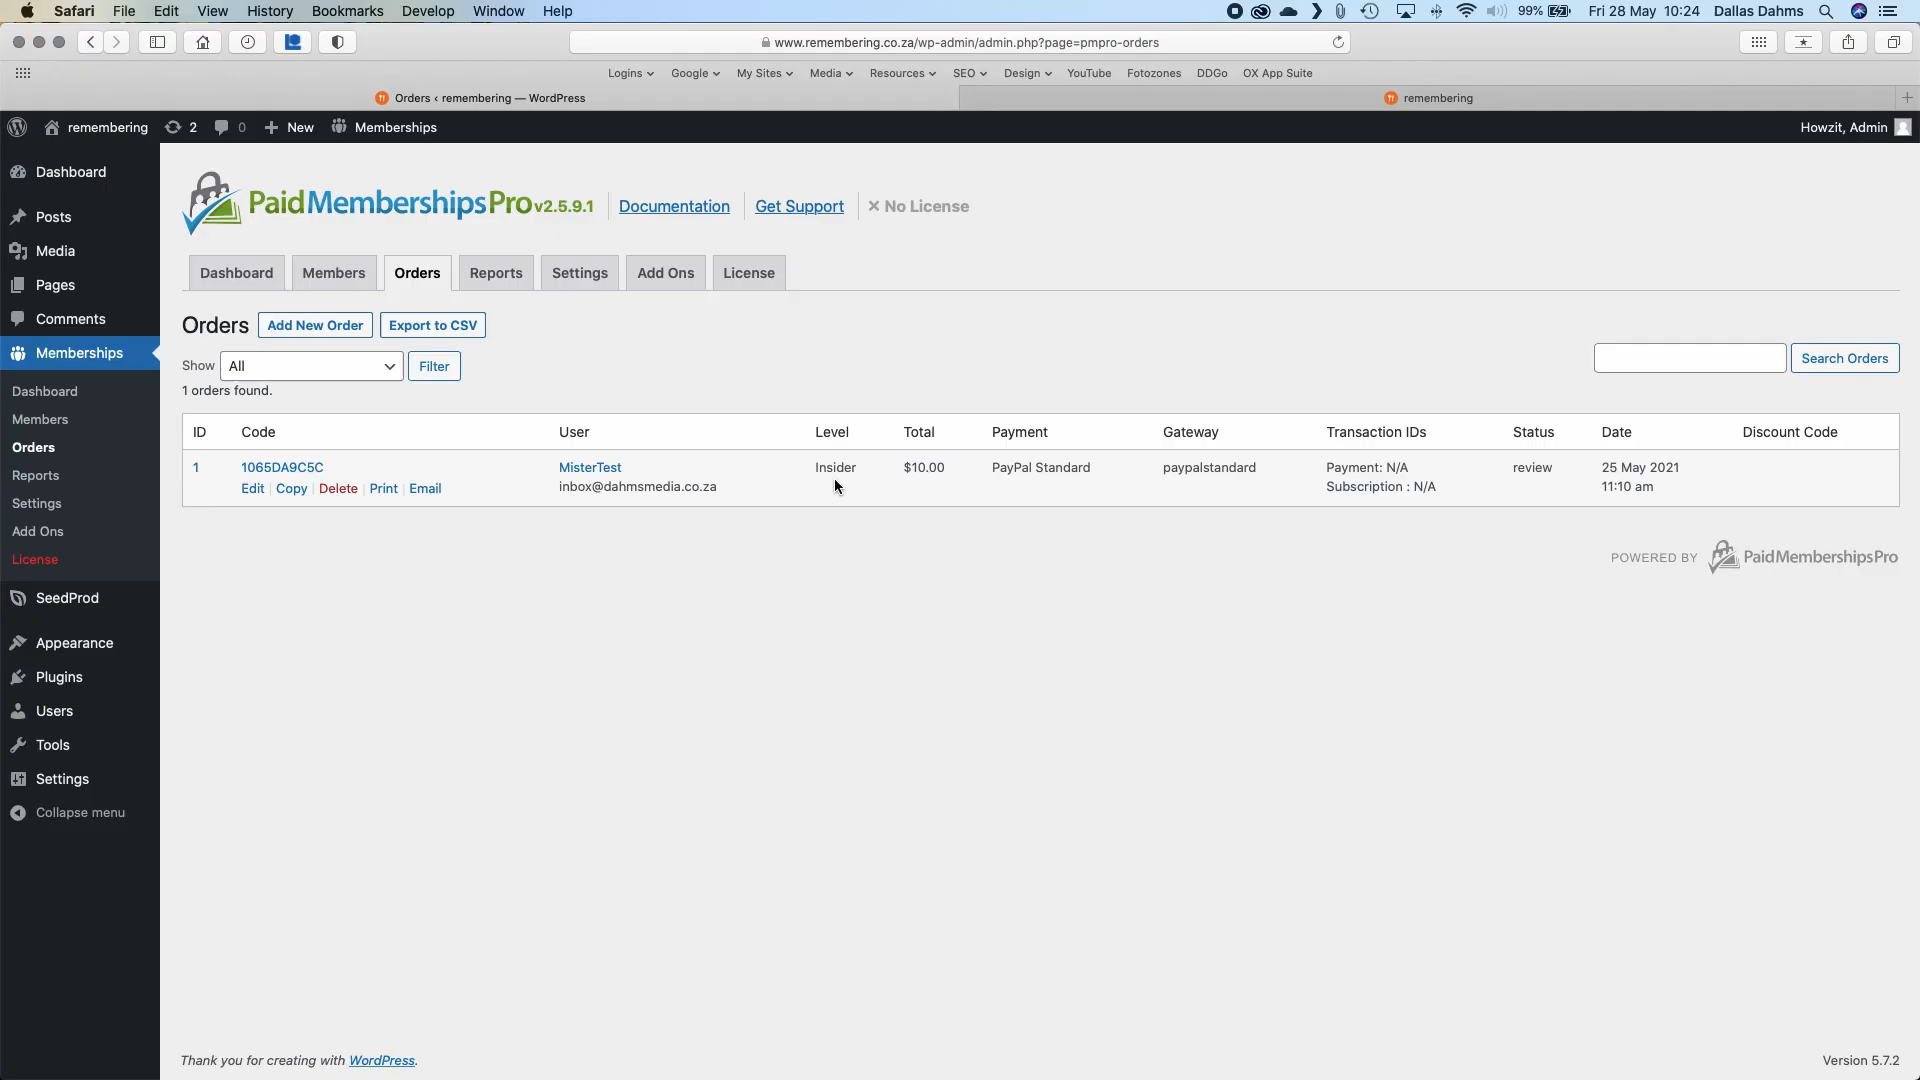 Safari File Edit View History Bookmarks Develop Window Help 99% Fri 28 May 10:24 Dallas Dahms
www.remembering.co.za/wp-admin/admin.php?page=pmpro-orders
Logins Google My Sites Media Resources SEO Design YouTube Fotozones DDGo OX App Suite
Orders ‹ remembering — WordPress remembering
remembering 2 0 New Memberships Howzit, Admin
Dashboard
Posts
Media
Pages
Comments
Memberships
Dashboard
Members
Orders
Reports
Settings
Add Ons
License
SeedProd
Appearance
Plugins
Users
Tools
Settings
Collapse menu
PaidMembershipsPro v2.5.9.1 Documentation Get Support × No License
Dashboard Members Orders Reports Settings Add Ons License
Orders Add New Order Export to CSV
Show All Filter Search Orders
1 orders found.
ID Code User Level Total Payment Gateway Transaction IDs Status Date Discount Code
1 1065DA9C5C MisterTest Insider $10.00 PayPal Standard paypalstandard Payment: N/A review 25 May 2021
Edit | Copy | Delete | Print | Email inbox@dahmsmedia.co.za Subscription : N/A 11:10 am
POWERED BY PaidMembershipsPro
Thank you for creating with WordPress. Version 5.7.2